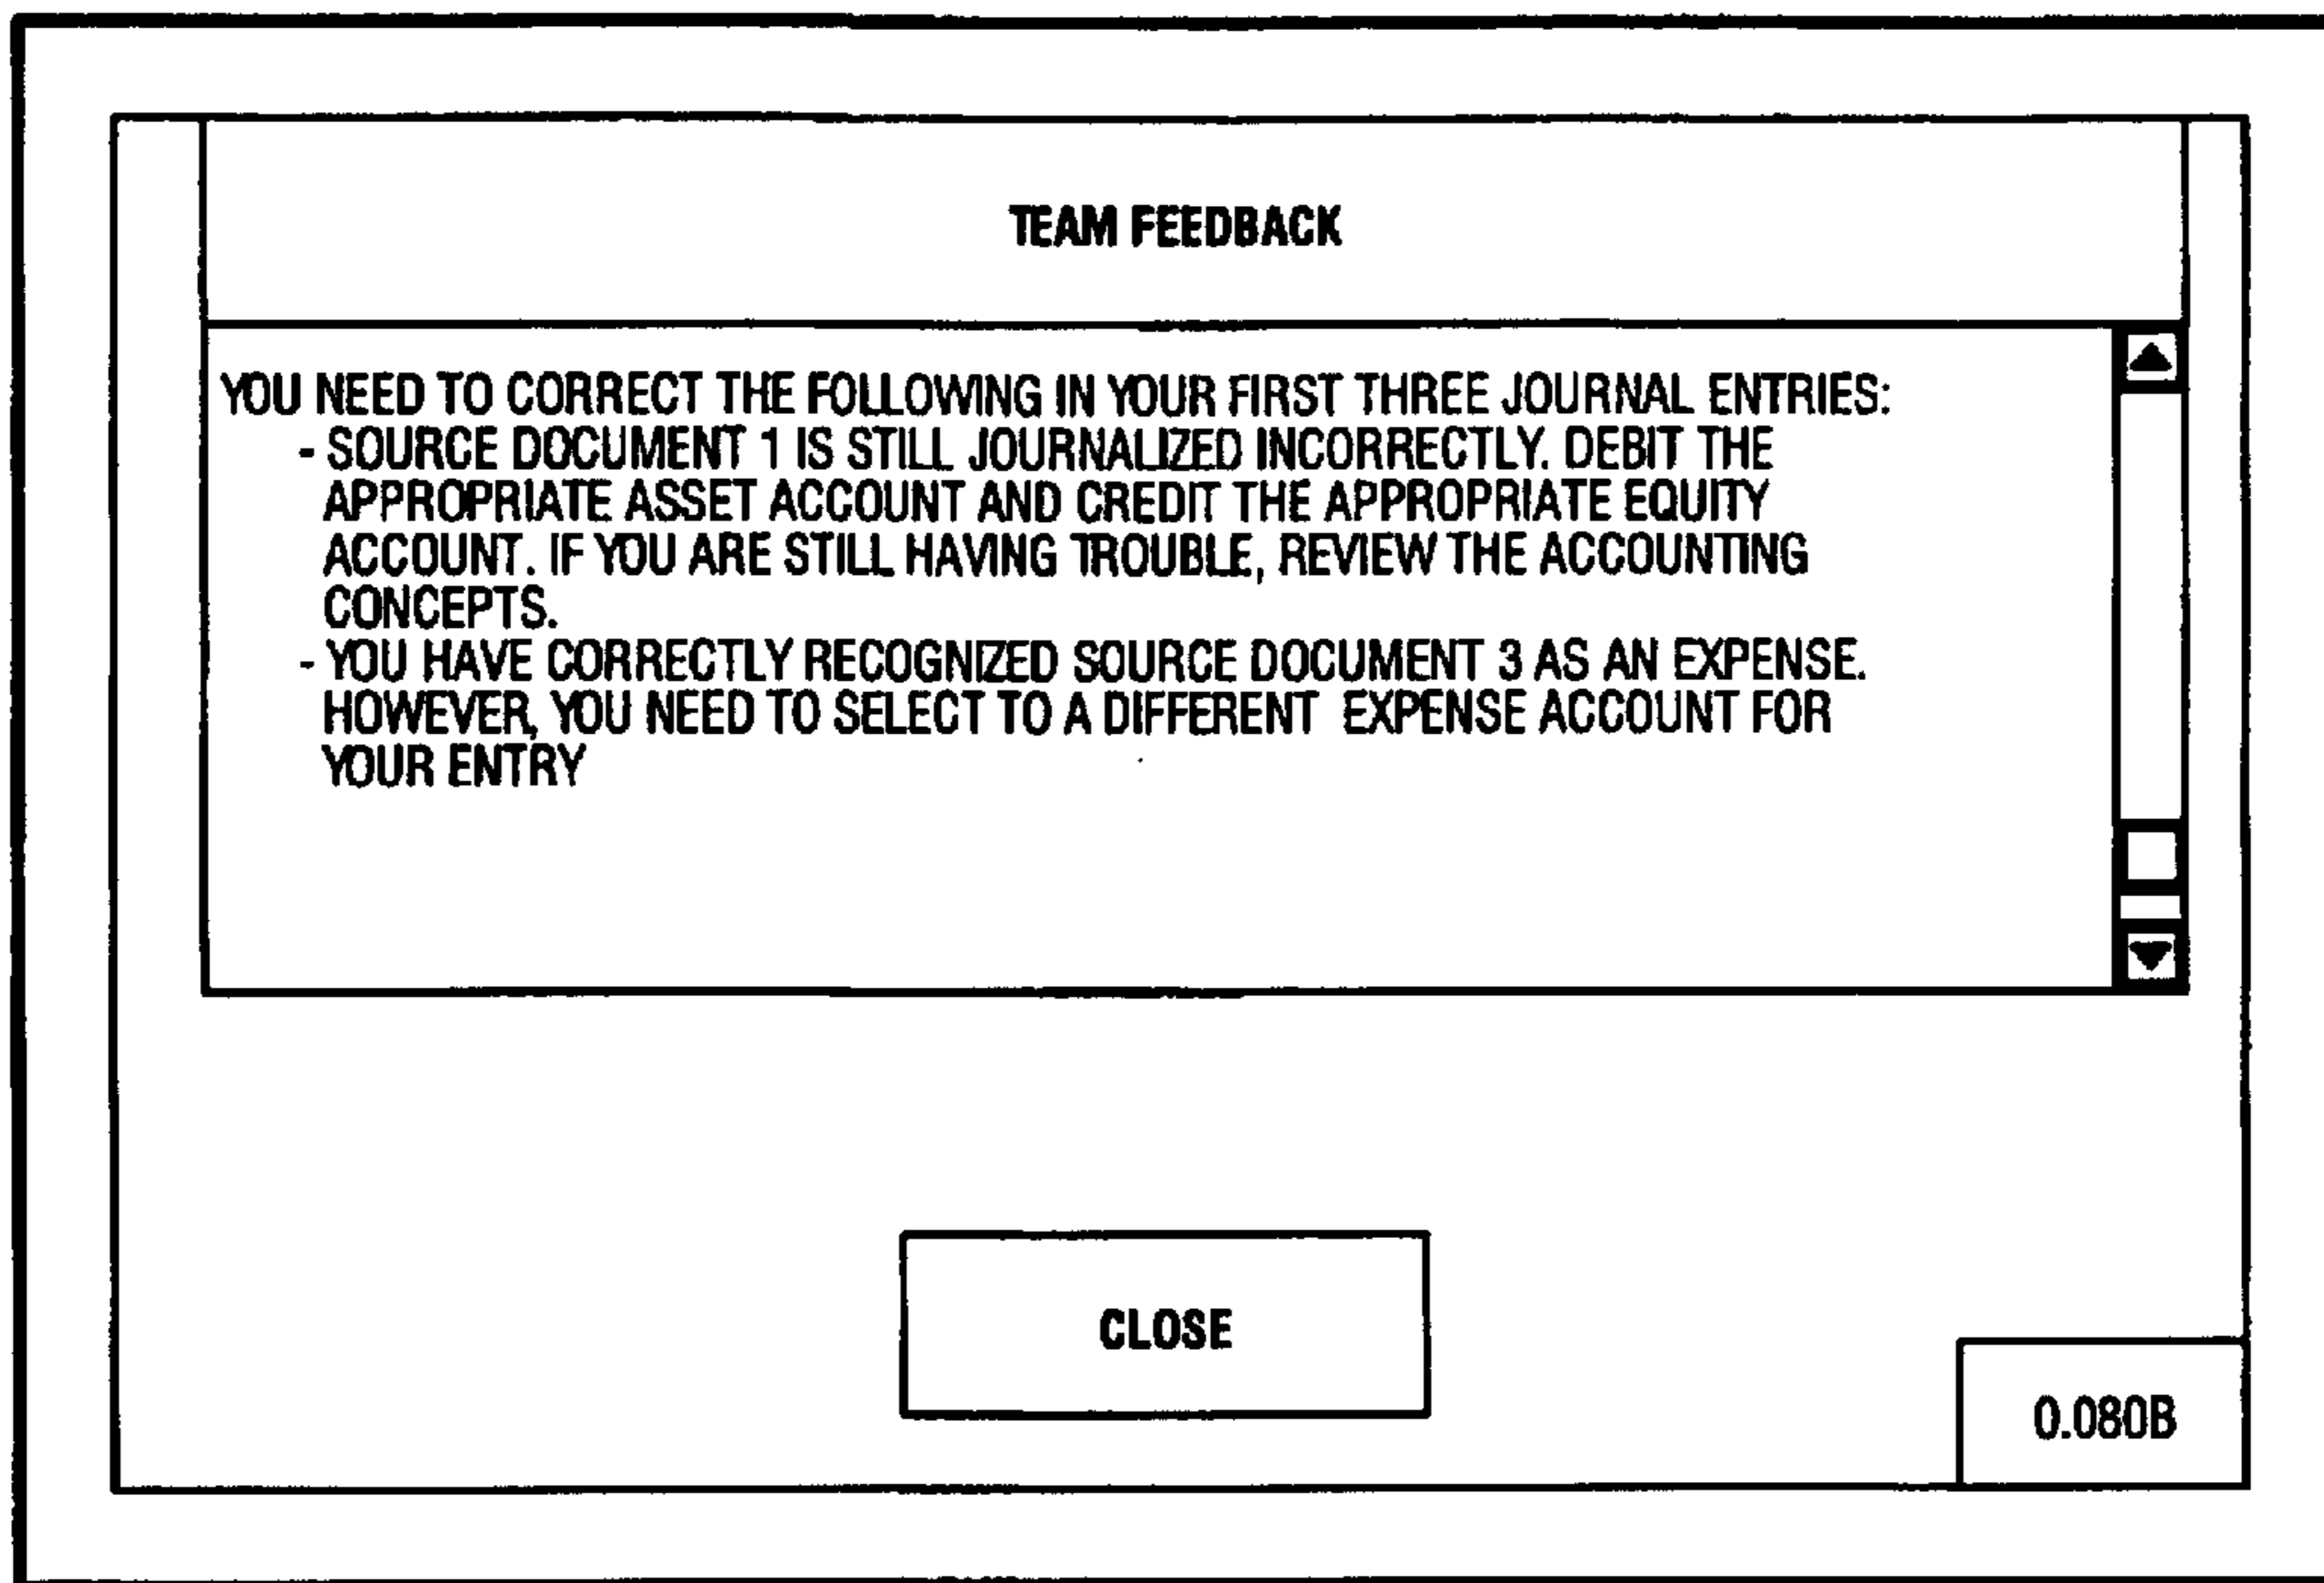 TEAM FEEDBACK
YOU NEED TO CORRECT THE FOLLOWING IN YOUR FIRST THREE JOURNAL ENTRIES:
- SOURCE DOCUMENT 1 IS STILL JOURNALIZED INCORRECTLY. DEBIT THE
APPROPRIATE ASSET ACCOUNT AND CREDIT THE APPROPRIATE EQUITY
ACCOUNT. IF YOU ARE STILL HAVING TROUBLE, REVIEW THE ACCOUNTING
CONCEPTS.
- YOU HAVE CORRECTLY RECOGNIZED SOURCE DOCUMENT 3 AS AN EXPENSE.
HOWEVER, YOU NEED TO SELECT TO A DIFFERENT EXPENSE ACCOUNT FOR
YOUR ENTRY
CLOSE
0.080B